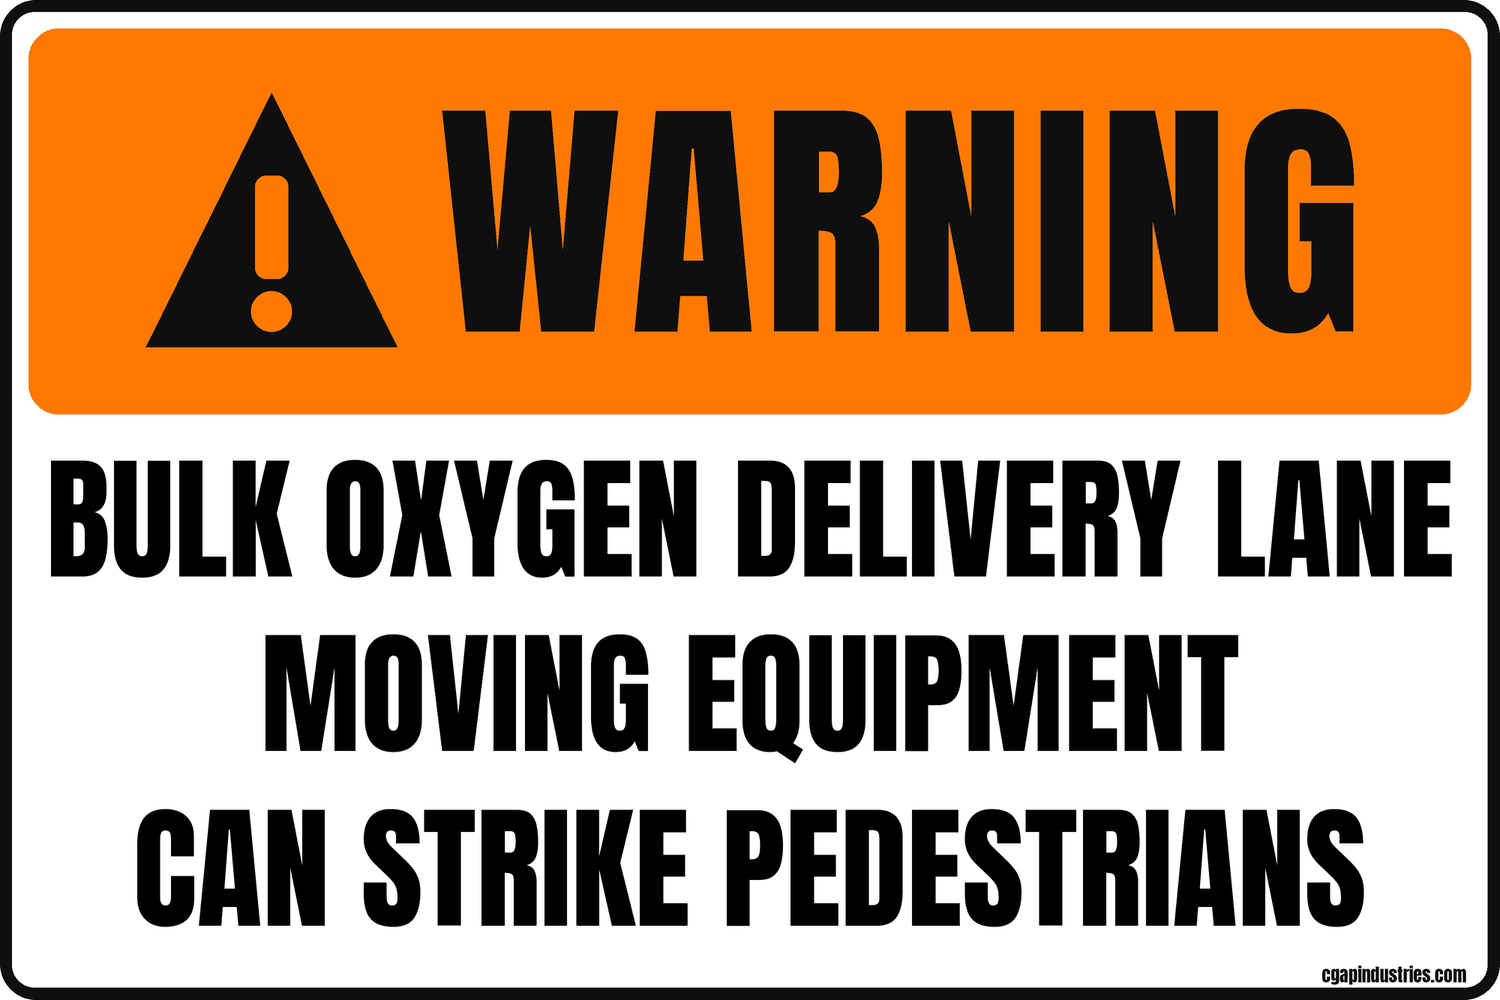 WARNING
BULK OXYGEN DELIVERY LANE
MOVING EQUIPMENT
CAN STRIKE PEDESTRIANS
cgapindustries.com